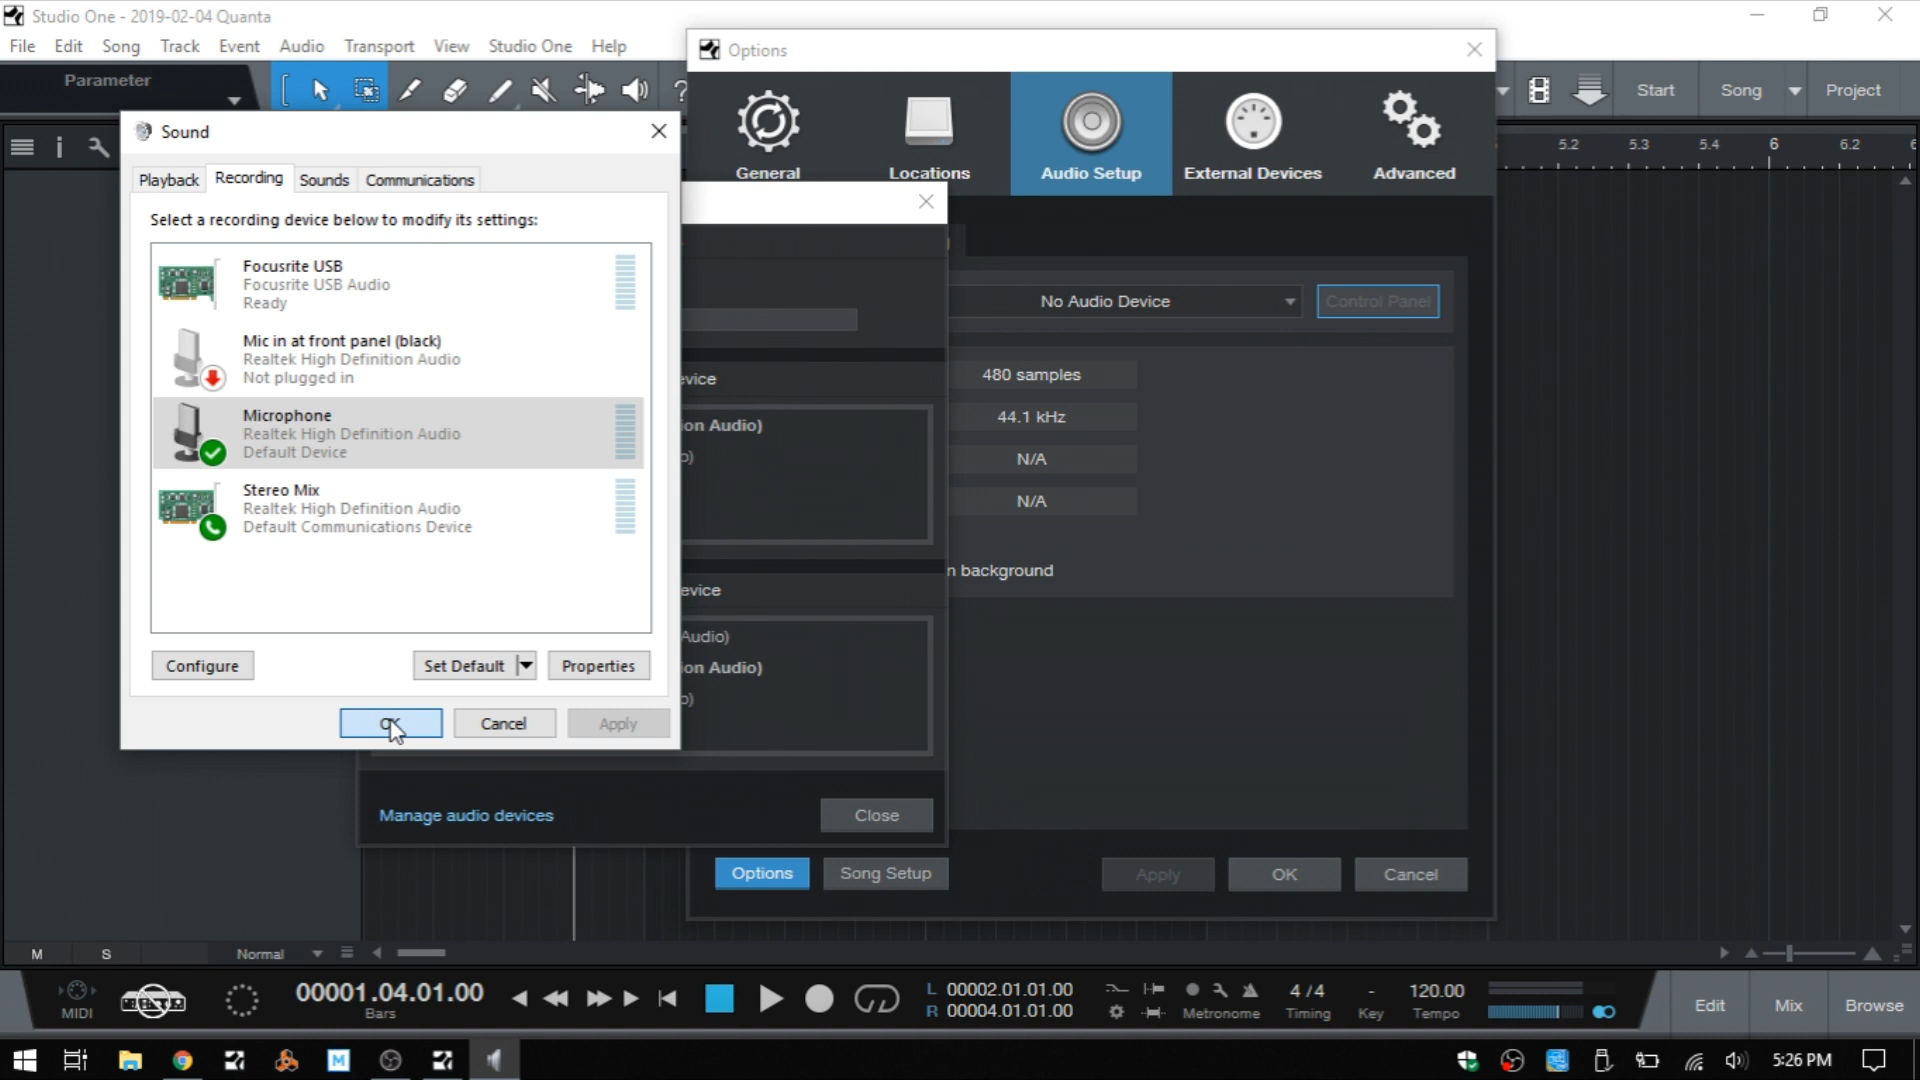 Studio One - 2019-02-04 Quanta
File Edit Song Track Event Audio Transport View Studio One Help
Parameter
Start Song Project
5.2 5.3 5.4 6 6.2
Options
General Locations Audio Setup External Devices Advanced
No Audio Device Control Panel
480 samples
44.1 kHz
N/A
N/A
n background
Options Song Setup Apply OK Cancel
evice
ion Audio)
o)
evice
Audio)
ion Audio)
o)
Manage audio devices Close
Sound
Playback Recording Sounds Communications
Select a recording device below to modify its settings:
Focusrite USB
Focusrite USB Audio
Ready
Mic in at front panel (black)
Realtek High Definition Audio
Not plugged in
Microphone
Realtek High Definition Audio
Default Device
Stereo Mix
Realtek High Definition Audio
Default Communications Device
Configure Set Default Properties
OK Cancel Apply
M S Normal
MIDI
00001.04.01.00
Bars
L 00002.01.01.00
R 00004.01.01.00
Metronome
4 / 4
Timing
-
Key
120.00
Tempo
Edit Mix Browse
5:26 PM